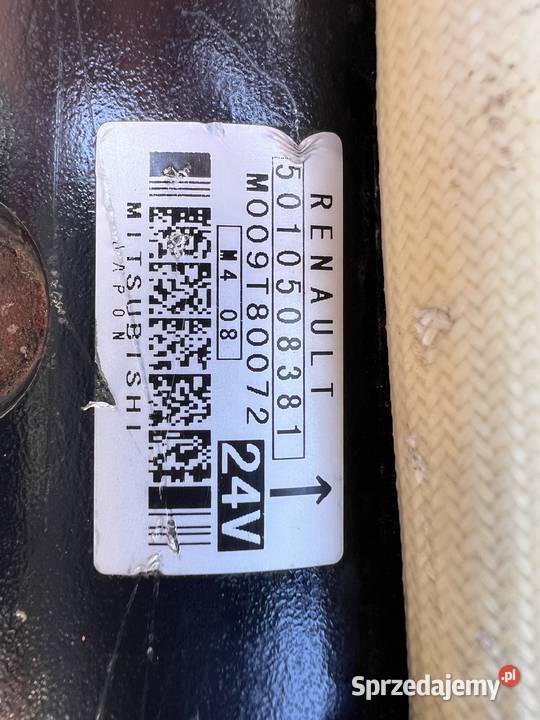 RENAULT
5010508381
M009T80072
M4 08
24V
JAPON
MITSUBISHI
Sprzedajemy.pl